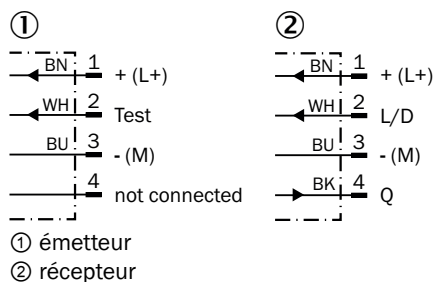 ① ②
BN 1 + (L+) BN 1 + (L+)
WH 2 Test WH 2 L/D
BU 3 - (M) BU 3 - (M)
4 not connected BK 4 Q
① émetteur
② récepteur